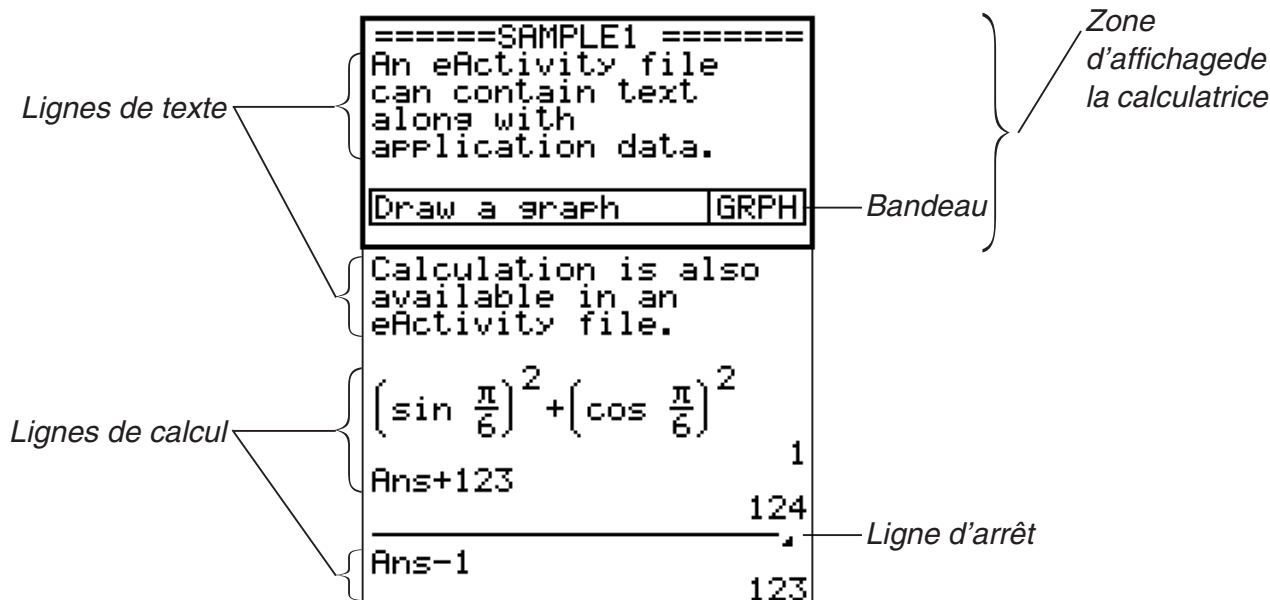 ======SAMPLE1 =======
An eActivity file
can contain text
along with
application data.
Draw a graph GRPH
Calculation is also
available in an
eActivity file.
(sin π/6)²+(cos π/6)²
1
Ans+123
124
Ans-1
123
Lignes de texte
Lignes de calcul
Zone
d'affichagede
la calculatrice
Bandeau
Ligne d'arrêt